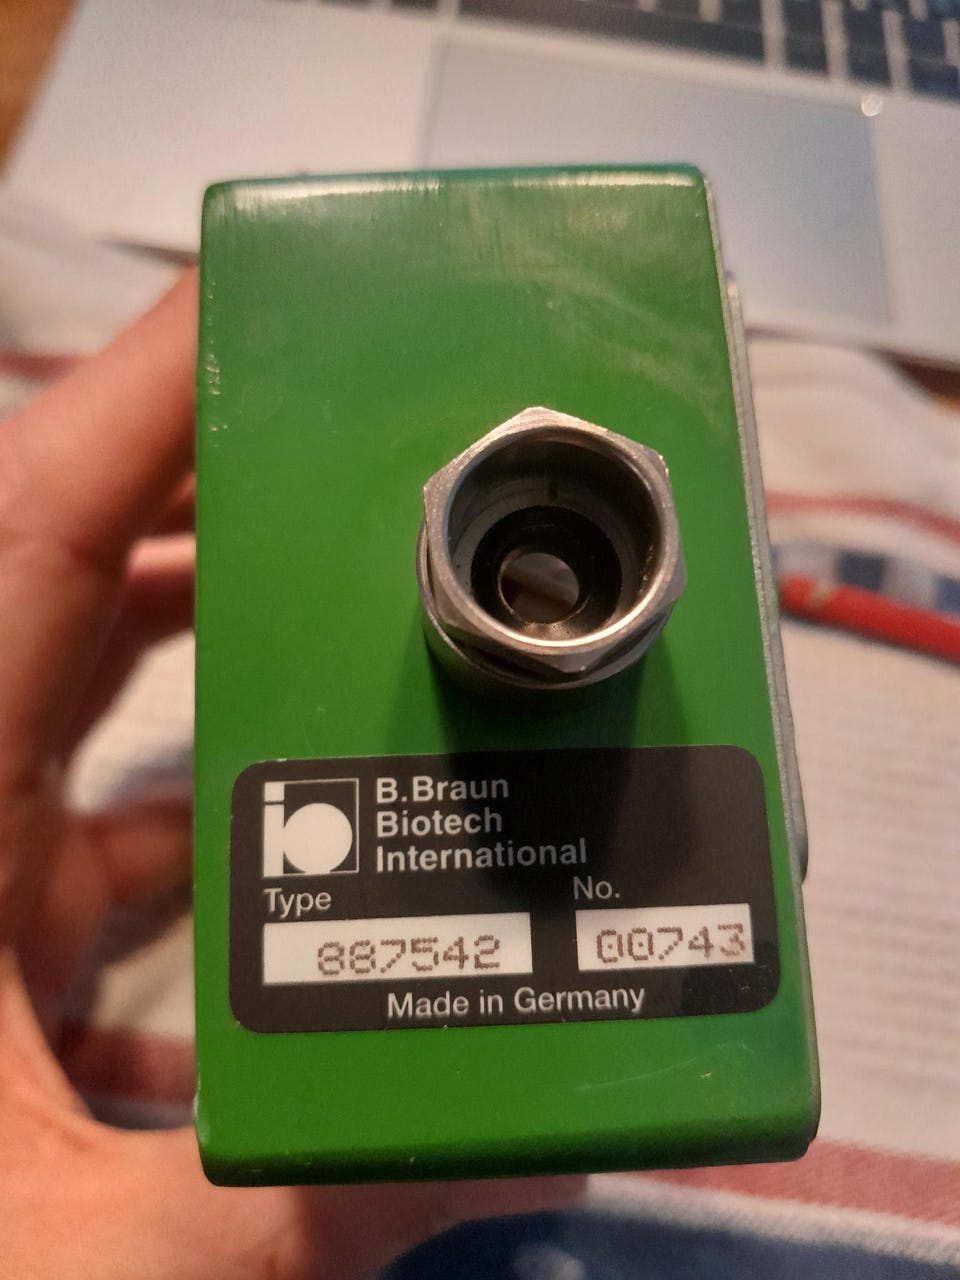 B.Braun
Biotech
International
Type No.
887542 00743
Made in Germany